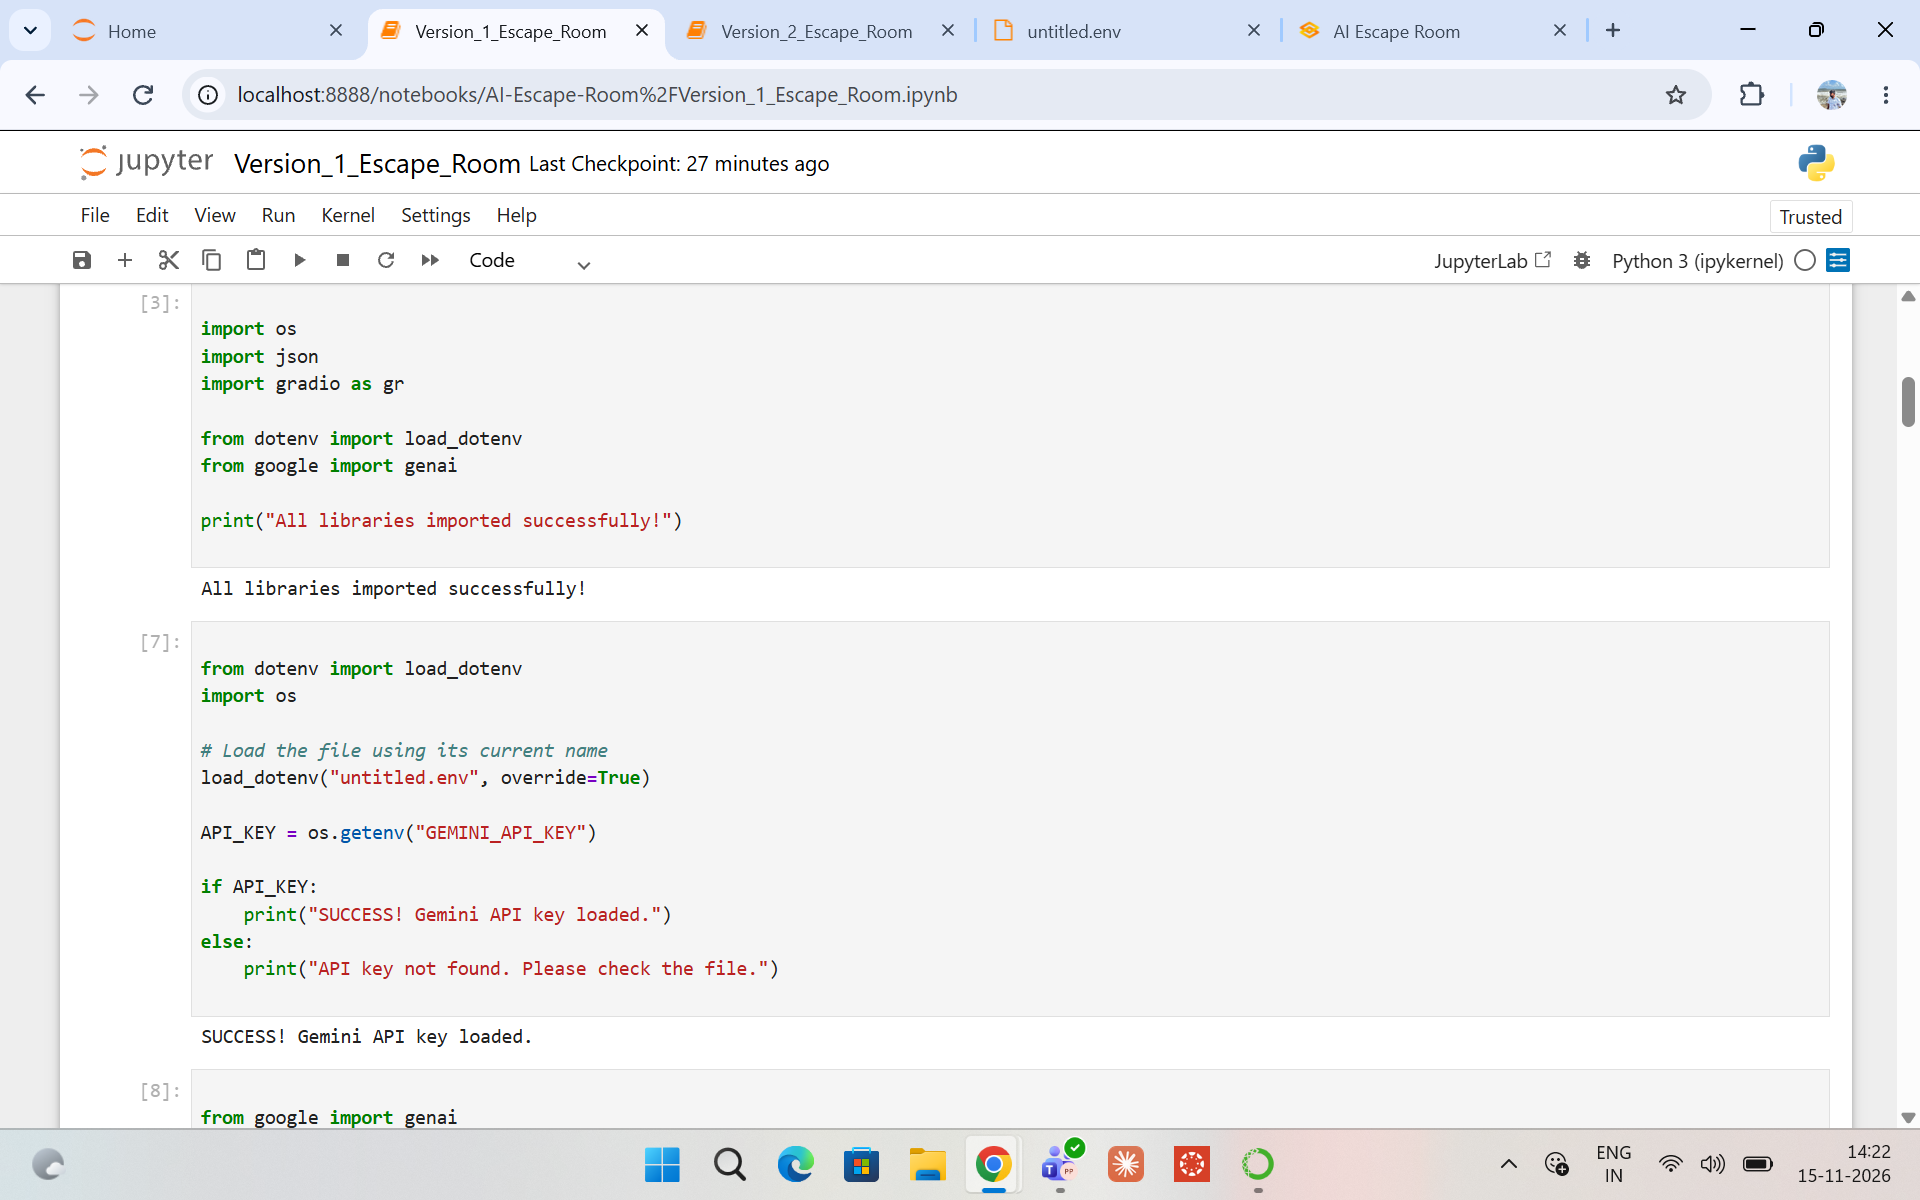 Home
Version_1_Escape_Room
Version_2_Escape_Room
untitled.env
AI Escape Room
localhost:8888/notebooks/AI-Escape-Room%2FVersion_1_Escape_Room.ipynb
jupyter Version_1_Escape_Room Last Checkpoint: 27 minutes ago
File Edit View Run Kernel Settings Help
Trusted
Code
JupyterLab
Python 3 (ipykernel)
[3]:
import os
import json
import gradio as gr
from dotenv import load_dotenv
from google import genai
print("All libraries imported successfully!")
All libraries imported successfully!
[7]:
from dotenv import load_dotenv
import os
# Load the file using its current name
load_dotenv("untitled.env", override=True)
API_KEY = os.getenv("GEMINI_API_KEY")
if API_KEY:
    print("SUCCESS! Gemini API key loaded.")
else:
    print("API key not found. Please check the file.")
SUCCESS! Gemini API key loaded.
[8]:
from google import genai
T
PP
ENG
IN
14:22
15-11-2026